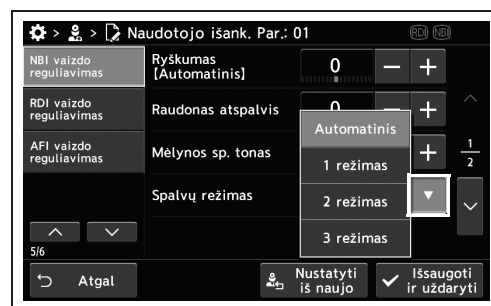 > > Naudotojo išank. Par.: 01 RDI NBI
NBI vaizdo
reguliavimas
RDI vaizdo
reguliavimas
AFI vaizdo
reguliavimas
5/6
Ryškumas
[Automatinis] 0 − +
Raudonas atspalvis 0 − +
Mėlynos sp. tonas +
Spalvų režimas
Automatinis
1 režimas
2 režimas
3 režimas
1
2
Atgal
Nustatyti
iš naujo
Išsaugoti
ir uždaryti